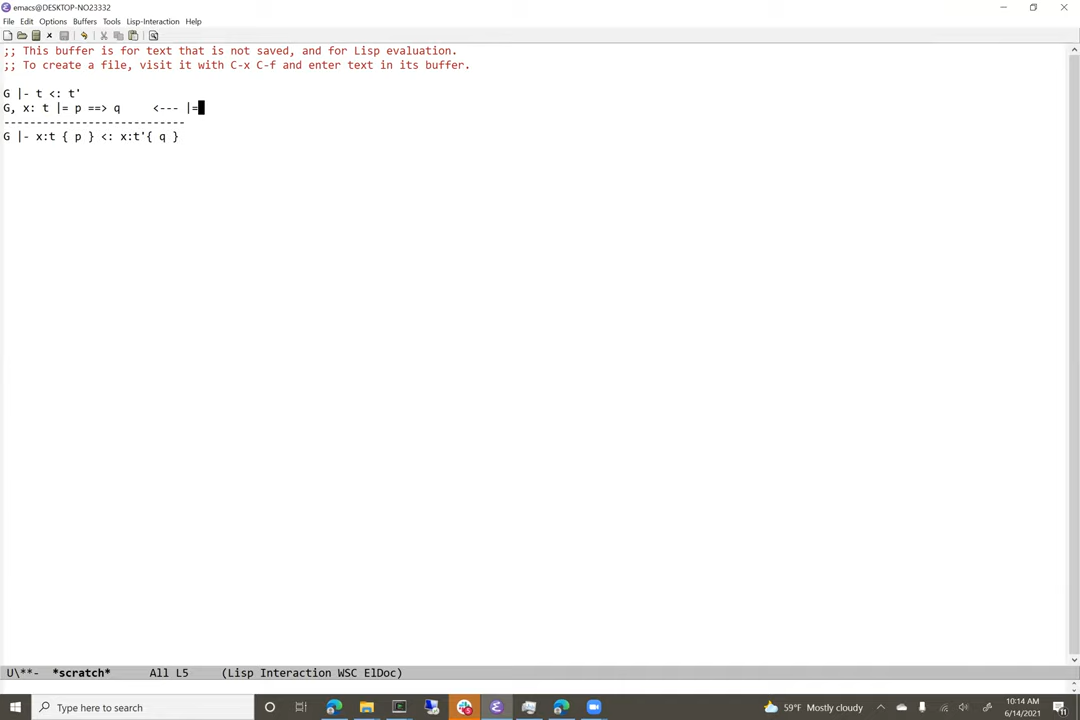 emacs@DESKTOP-NO23332
File Edit Options Buffers Tools Lisp-Interaction Help
;; This buffer is for text that is not saved, and for Lisp evaluation.
;; To create a file, visit it with C-x C-f and enter text in its buffer.
G |- t <: t'
G, x: t |= p ==> q     <--- |=
----------------------------
G |- x:t { p } <: x:t'{ q }
U\**-  *scratch*      All L5     (Lisp Interaction WSC ElDoc)
Type here to search
59°F Mostly cloudy
10:14 AM
6/14/2021